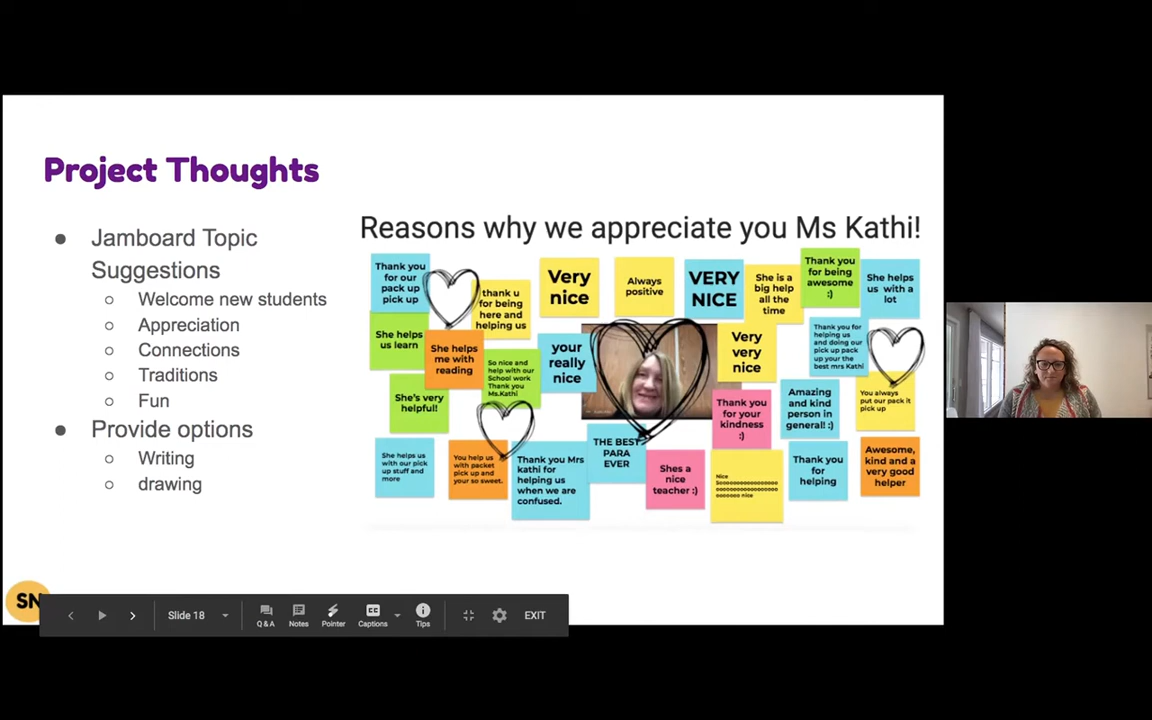 Project Thoughts
● Jamboard Topic
Suggestions
○ Welcome new students
○ Appreciation
○ Connections
○ Traditions
○ Fun
● Provide options
○ Writing
○ drawing
Reasons why we appreciate you Ms Kathi!
Thank you
for our
pack up
pick up
thank u
for being
here and
helping us
Very
nice
Always
positive
VERY
NICE
She is a
big help
all the
time
Thank you
for being
awesome
:)
She helps
us with a
lot
She helps
us learn
She helps
me with
reading
So nice and
help with our
School work
Thank you
Ms.Kathi
your
really
nice
Very
very
nice
Thank you for
helping us
and doing our
pick up pack
up your the
best mrs Kathi
She's very
helpful!
Thank you
for your
kindness
:)
Amazing
and kind
person in
general! :)
You always
put our pack it
pick up
She helps us
with our pick
up stuff and
more
You help us
with packet
pick up and
your so sweet.
Thank you Mrs
kathi for
helping us
when we are
confused.
THE BEST
PARA
EVER
Shes a
nice
teacher :)
Nice
nice
Thank you
for
helping
Awesome,
kind and a
very good
helper
SN
Slide 18
Q & A
Notes
Pointer
Captions
Tips
EXIT
CC